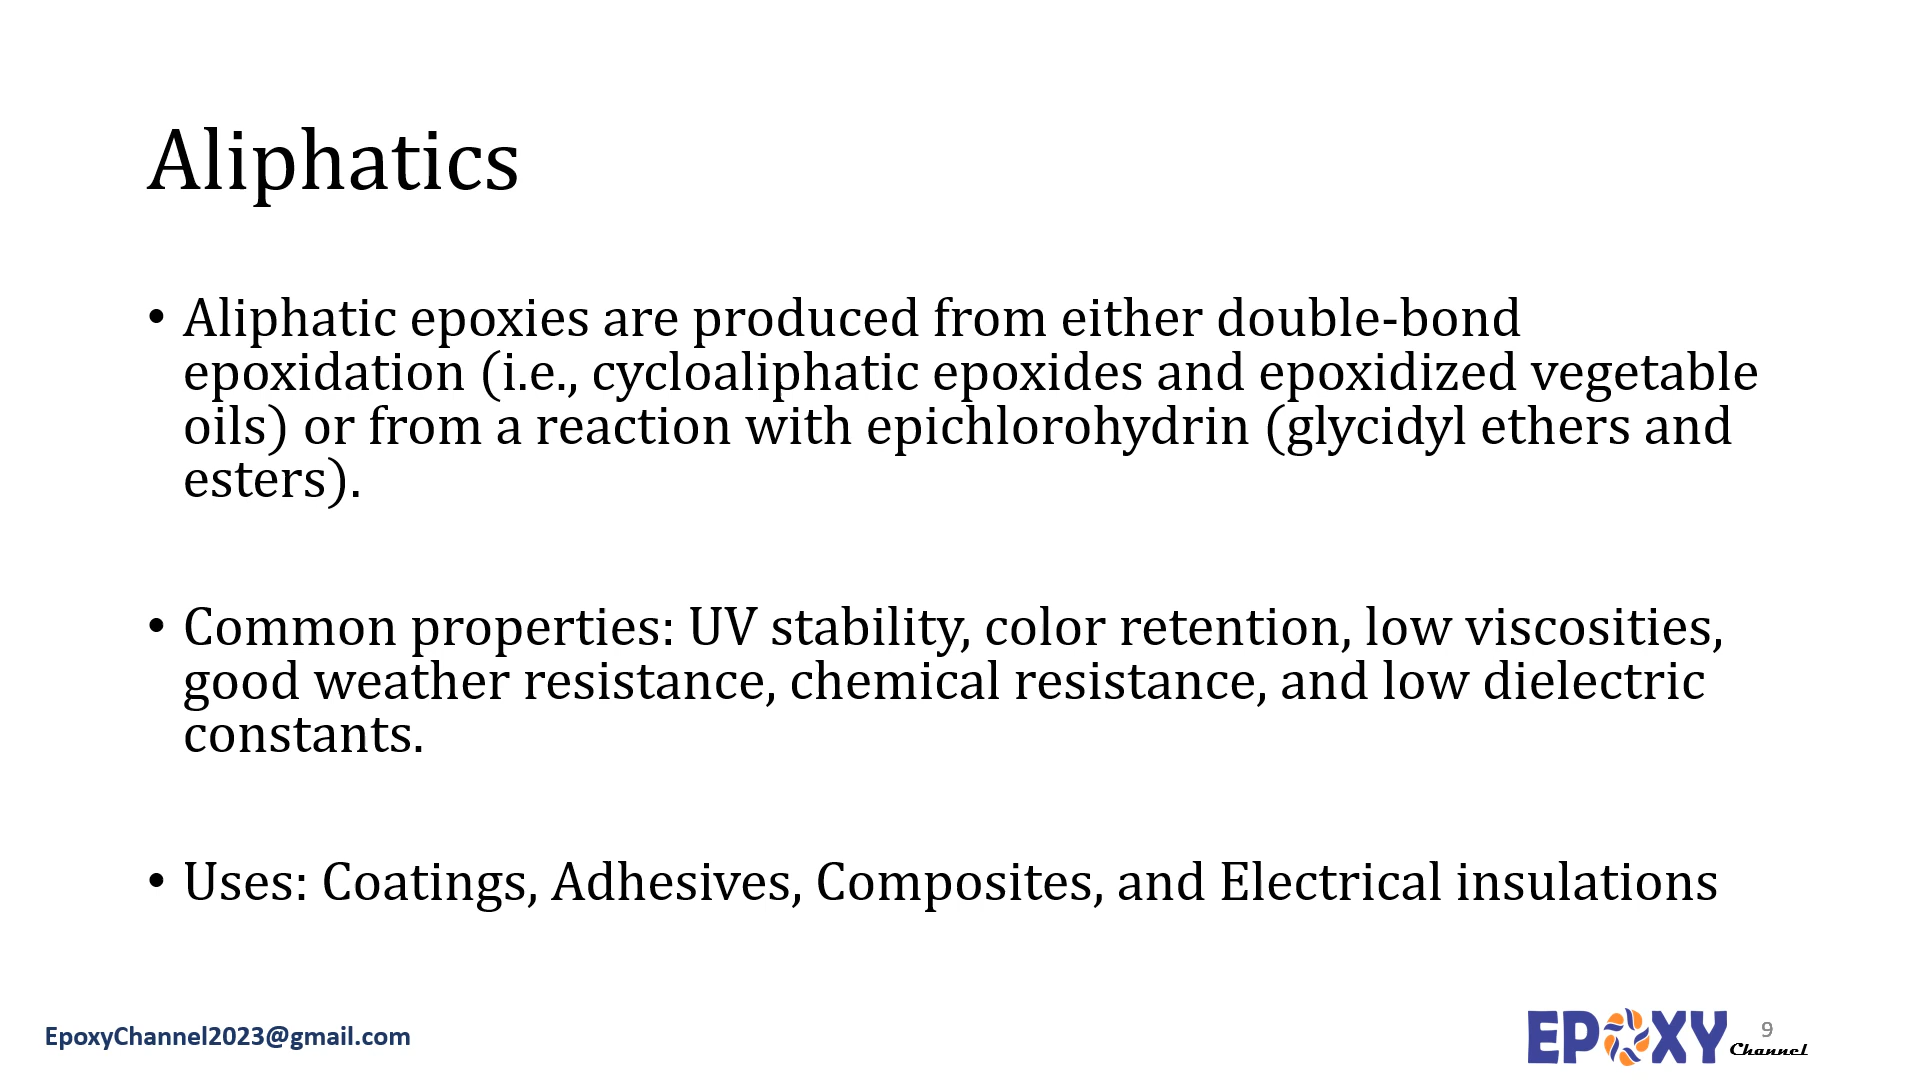 Aliphatics
• Aliphatic epoxies are produced from either double-bond
epoxidation (i.e., cycloaliphatic epoxides and epoxidized vegetable
oils) or from a reaction with epichlorohydrin (glycidyl ethers and
esters).
• Common properties: UV stability, color retention, low viscosities,
good weather resistance, chemical resistance, and low dielectric
constants.
• Uses: Coatings, Adhesives, Composites, and Electrical insulations
EpoxyChannel2023@gmail.com
EPOXY
Channel
9